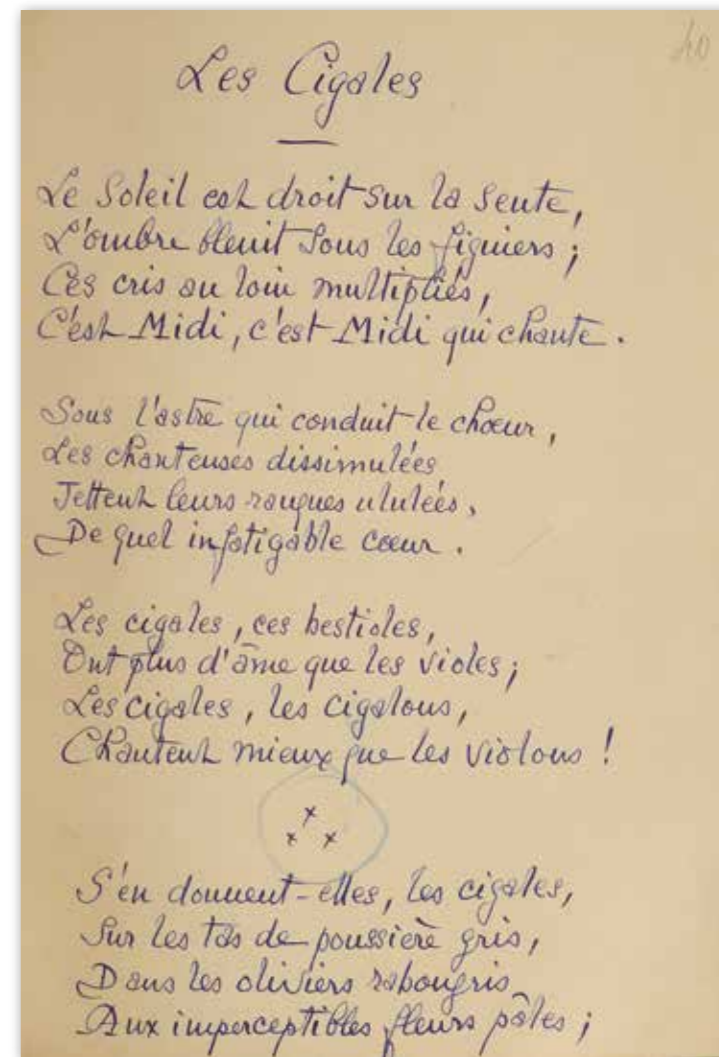 40
Les Cigales
Le Soleil est droit sur la sente,
L'ombre bleuit sous les figuiers ;
Ces cris au loin multipliés,
C'est Midi, c'est Midi qui chante.
Sous l'astre qui conduit le chœur,
Les chanteuses dissimulées
Jettent leurs rauques ululées,
De quel infatigable cœur.
Les cigales, ces bestioles,
Ont plus d'âme que les violes ;
Les cigales, les cigalous,
Chantent mieux que les violons !
x
x x
S'en donnent-elles, les cigales,
Sur les tas de poussière gris,
Dans les oliviers rabougris
Aux imperceptibles fleurs pâles ;